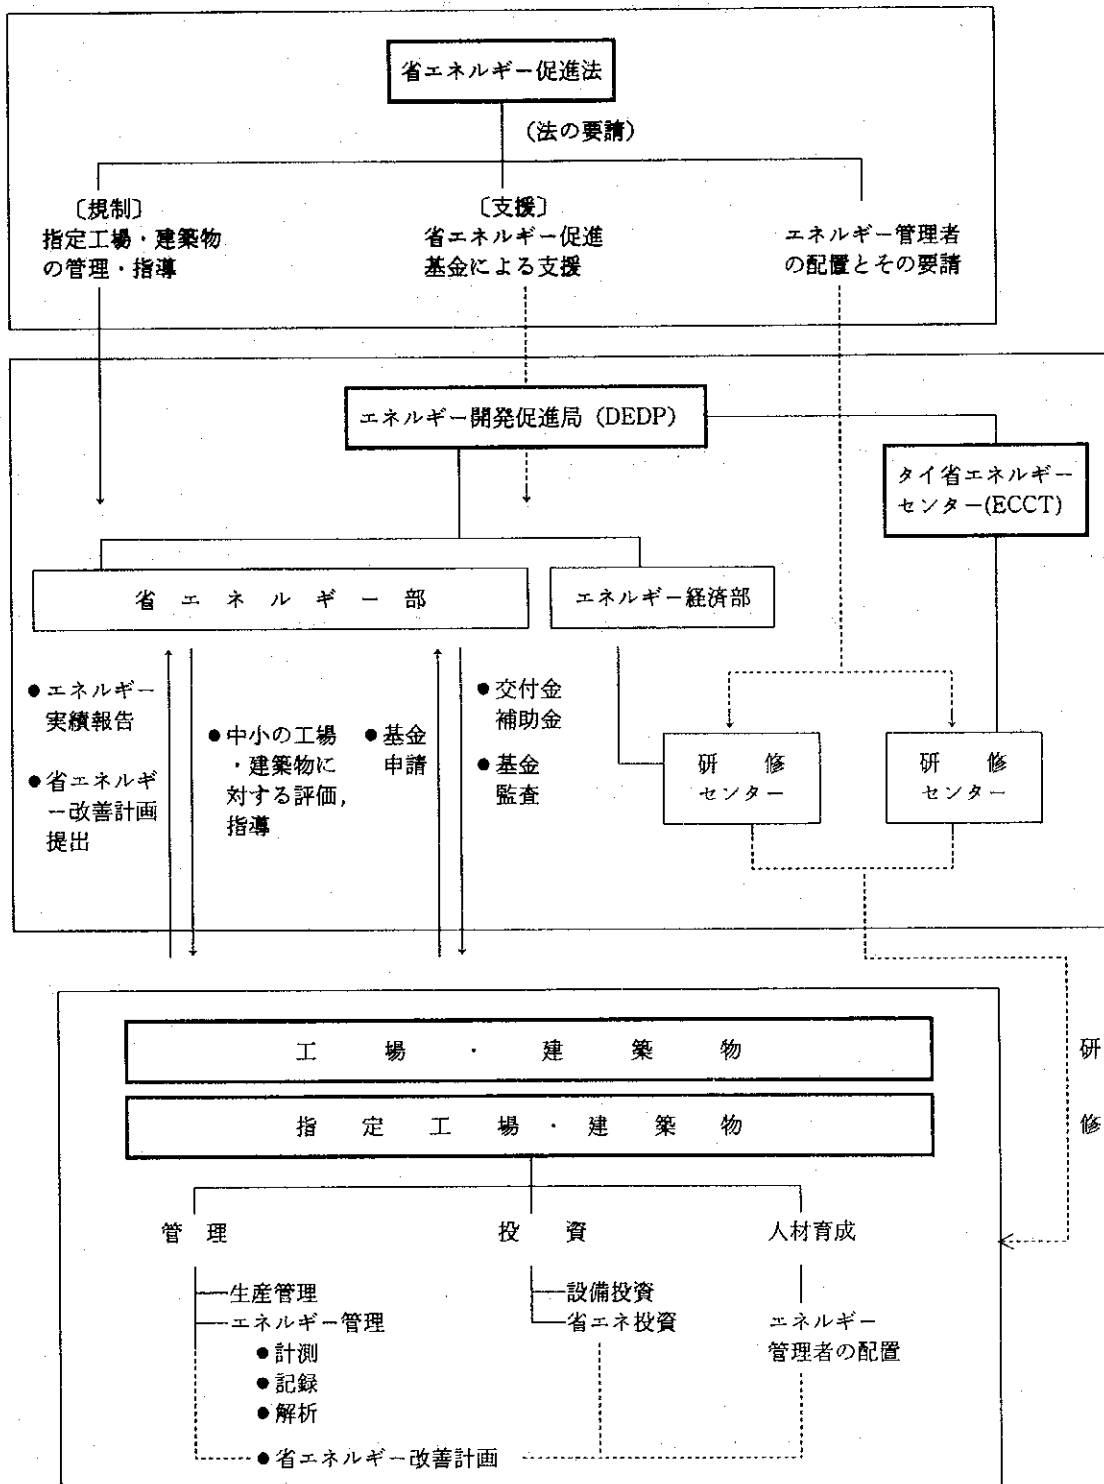 省エネルギー促進法
（法の要請）
〔規制〕
指定工場・建築物
の管理・指導
〔支援〕
省エネルギー促進
基金による支援
エネルギー管理者
の配置とその要請
エネルギー開発促進局（DEDP）
タイ省エネルギー
センター(ECCT)
省エネルギー部
エネルギー経済部
●エネルギー
実績報告
●省エネルギ
ー改善計画
提出
●中小の工場
・建築物に
対する評価，
指導
●基金
申請
●交付金
補助金
●基金
監査
研修
センター
研修
センター
工場・建築物
指定工場・建築物
研
修
管理
投資
人材育成
生産管理
エネルギー管理
●計測
●記録
●解析
設備投資
省エネ投資
エネルギー
管理者の配置
●省エネルギー改善計画